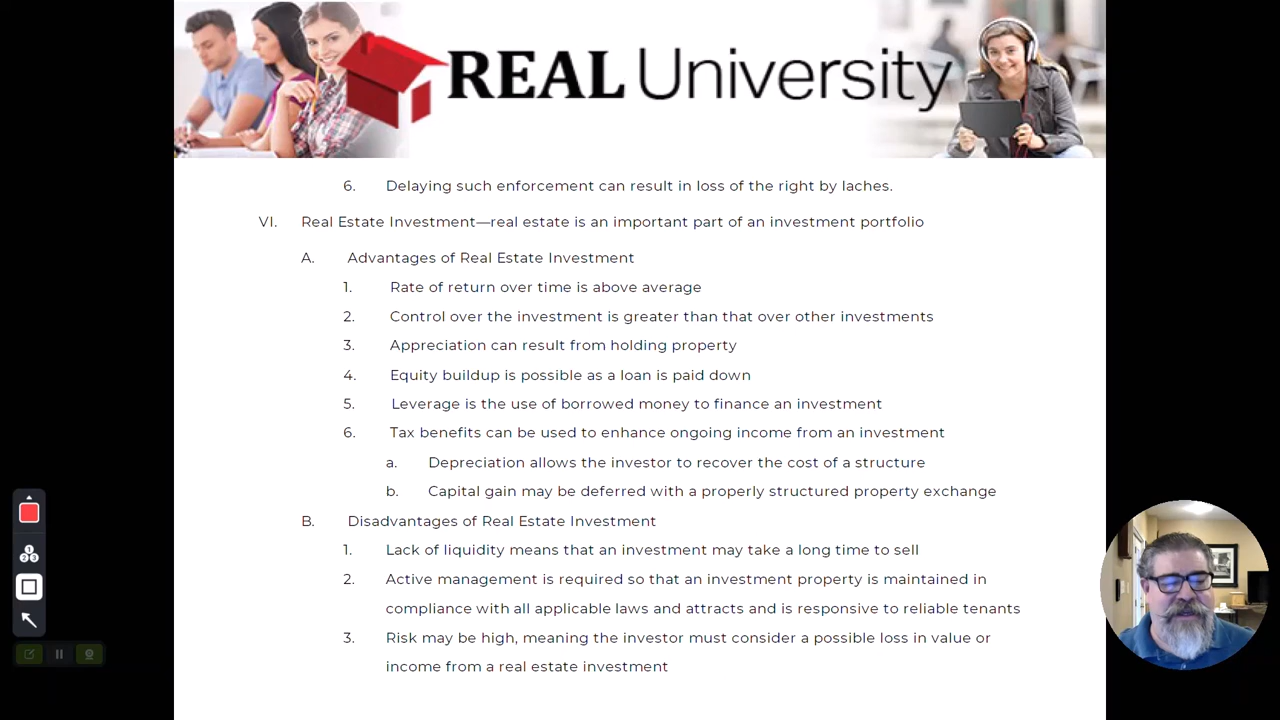 REAL University
6. Delaying such enforcement can result in loss of the right by laches.
VI. Real Estate Investment—real estate is an important part of an investment portfolio
A. Advantages of Real Estate Investment
1. Rate of return over time is above average
2. Control over the investment is greater than that over other investments
3. Appreciation can result from holding property
4. Equity buildup is possible as a loan is paid down
5. Leverage is the use of borrowed money to finance an investment
6. Tax benefits can be used to enhance ongoing income from an investment
a. Depreciation allows the investor to recover the cost of a structure
b. Capital gain may be deferred with a properly structured property exchange
B. Disadvantages of Real Estate Investment
1. Lack of liquidity means that an investment may take a long time to sell
2. Active management is required so that an investment property is maintained in
compliance with all applicable laws and attracts and is responsive to reliable tenants
3. Risk may be high, meaning the investor must consider a possible loss in value or
income from a real estate investment